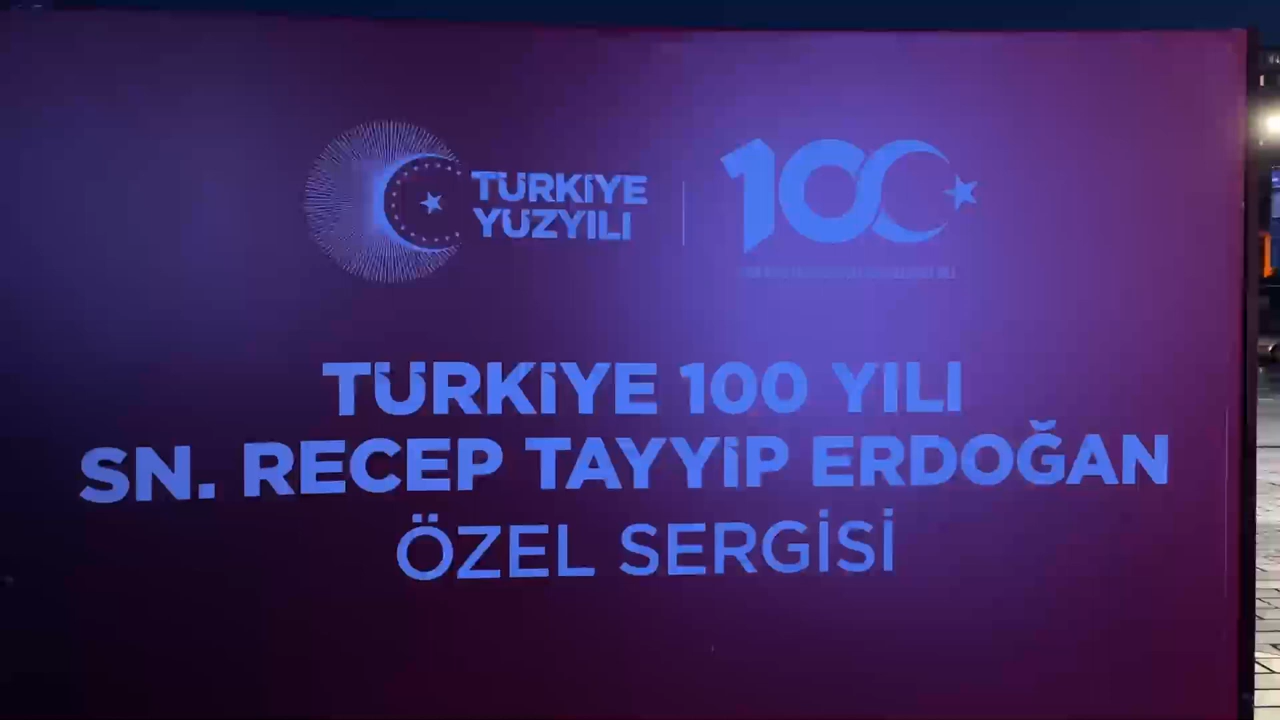 TÜRKİYE
YÜZYILI
100
TÜRKİYE 100 YILI
SN. RECEP TAYYİP ERDOĞAN
ÖZEL SERGİSİ